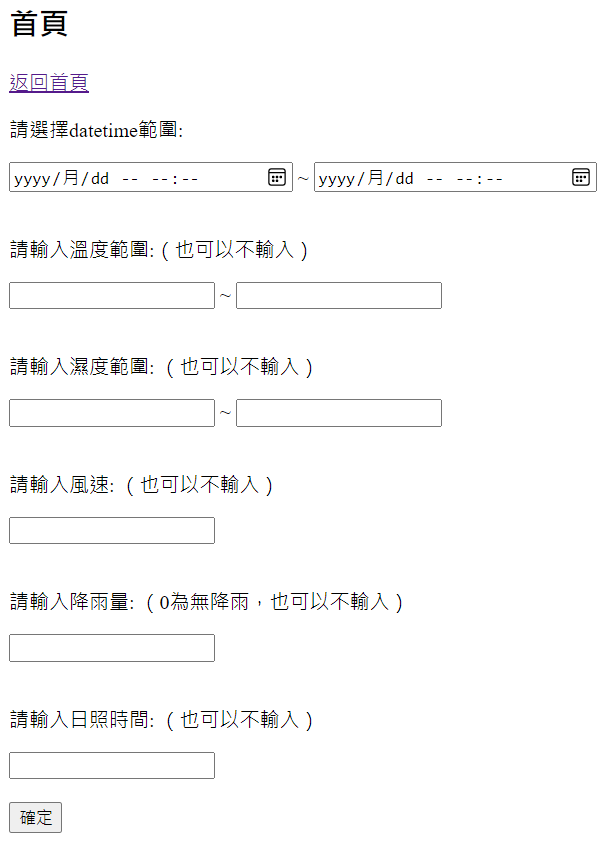 首頁
返回首頁
請選擇datetime範圍:
yyyy/月/dd -- --:-- ~ yyyy/月/dd -- --:--
請輸入溫度範圍:（也可以不輸入）
~
請輸入濕度範圍: （也可以不輸入）
~
請輸入風速: （也可以不輸入）
請輸入降雨量: （0為無降雨，也可以不輸入）
請輸入日照時間: （也可以不輸入）
確定